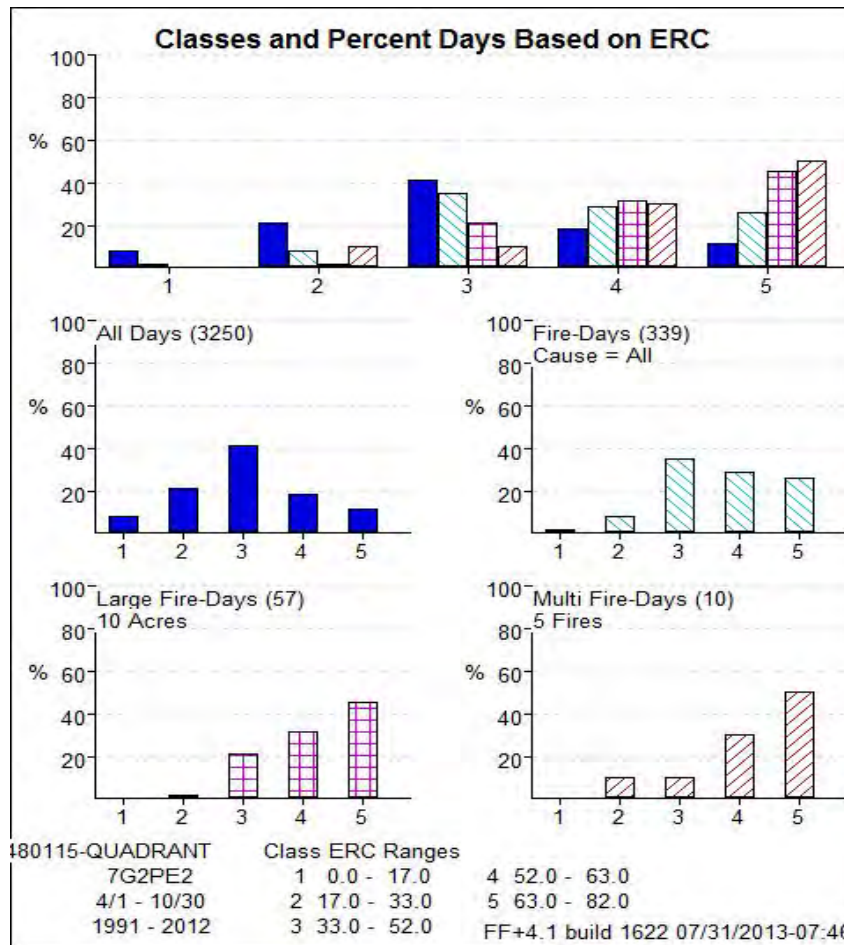 Classes and Percent Days Based on ERC
100
80
% 60
40
20
1 2 3 4 5
100 All Days (3250)
80
% 60
40
20
1 2 3 4 5
100 Fire-Days (339)
80 Cause = All
% 60
40
20
1 2 3 4 5
100 Large Fire-Days (57)
80 10 Acres
% 60
40
20
1 2 3 4 5
100 Multi Fire-Days (10)
80 5 Fires
% 60
40
20
1 2 3 4 5
480115-QUADRANT Class ERC Ranges
7G2PE2 1 0.0 - 17.0 4 52.0 - 63.0
4/1 - 10/30 2 17.0 - 33.0 5 63.0 - 82.0
1991 - 2012 3 33.0 - 52.0 FF+4.1 build 1622 07/31/2013-07:46